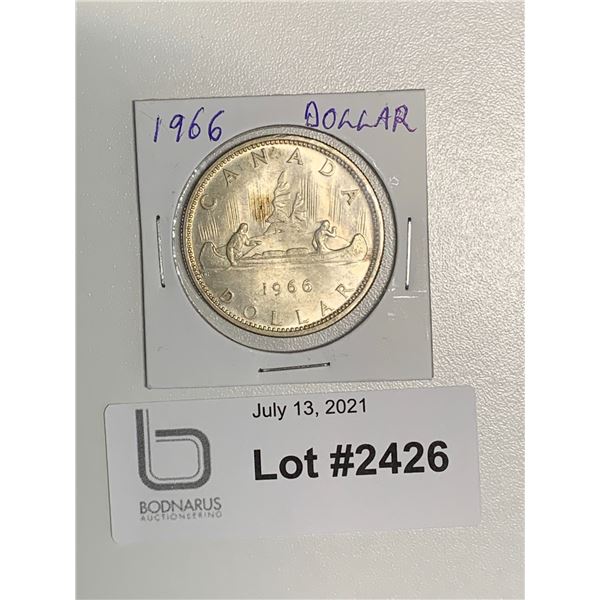 1966 DOLLAR
CANADA
1966
DOLLAR
July 13, 2021
Lot #2426
b
BODNARUS
AUCTIONEERING